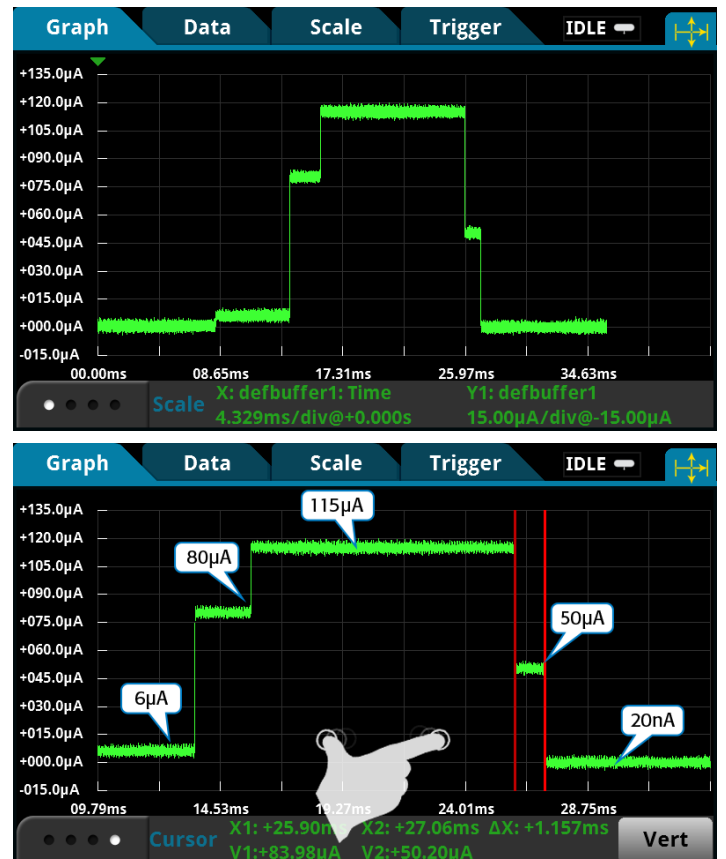 Graph Data Scale Trigger IDLE
+135.0µA
+120.0µA
+105.0µA
+090.0µA
+075.0µA
+060.0µA
+045.0µA
+030.0µA
+015.0µA
+000.0µA
-015.0µA
00.00ms 08.65ms 17.31ms 25.97ms 34.63ms
Scale X: defbuffer1: Time Y1: defbuffer1
4.329ms/div@+0.000s 15.00µA/div@-15.00µA
Graph Data Scale Trigger IDLE
+135.0µA
115µA
+120.0µA
+105.0µA
80µA
+090.0µA
+075.0µA
50µA
+060.0µA
+045.0µA
6µA
+030.0µA
20nA
+015.0µA
+000.0µA
-015.0µA
09.79ms 14.53ms 19.27ms 24.01ms 28.75ms
Cursor X1: +25.90ms X2: +27.06ms ΔX: +1.157ms Vert
V1:+83.98µA V2:+50.20µA